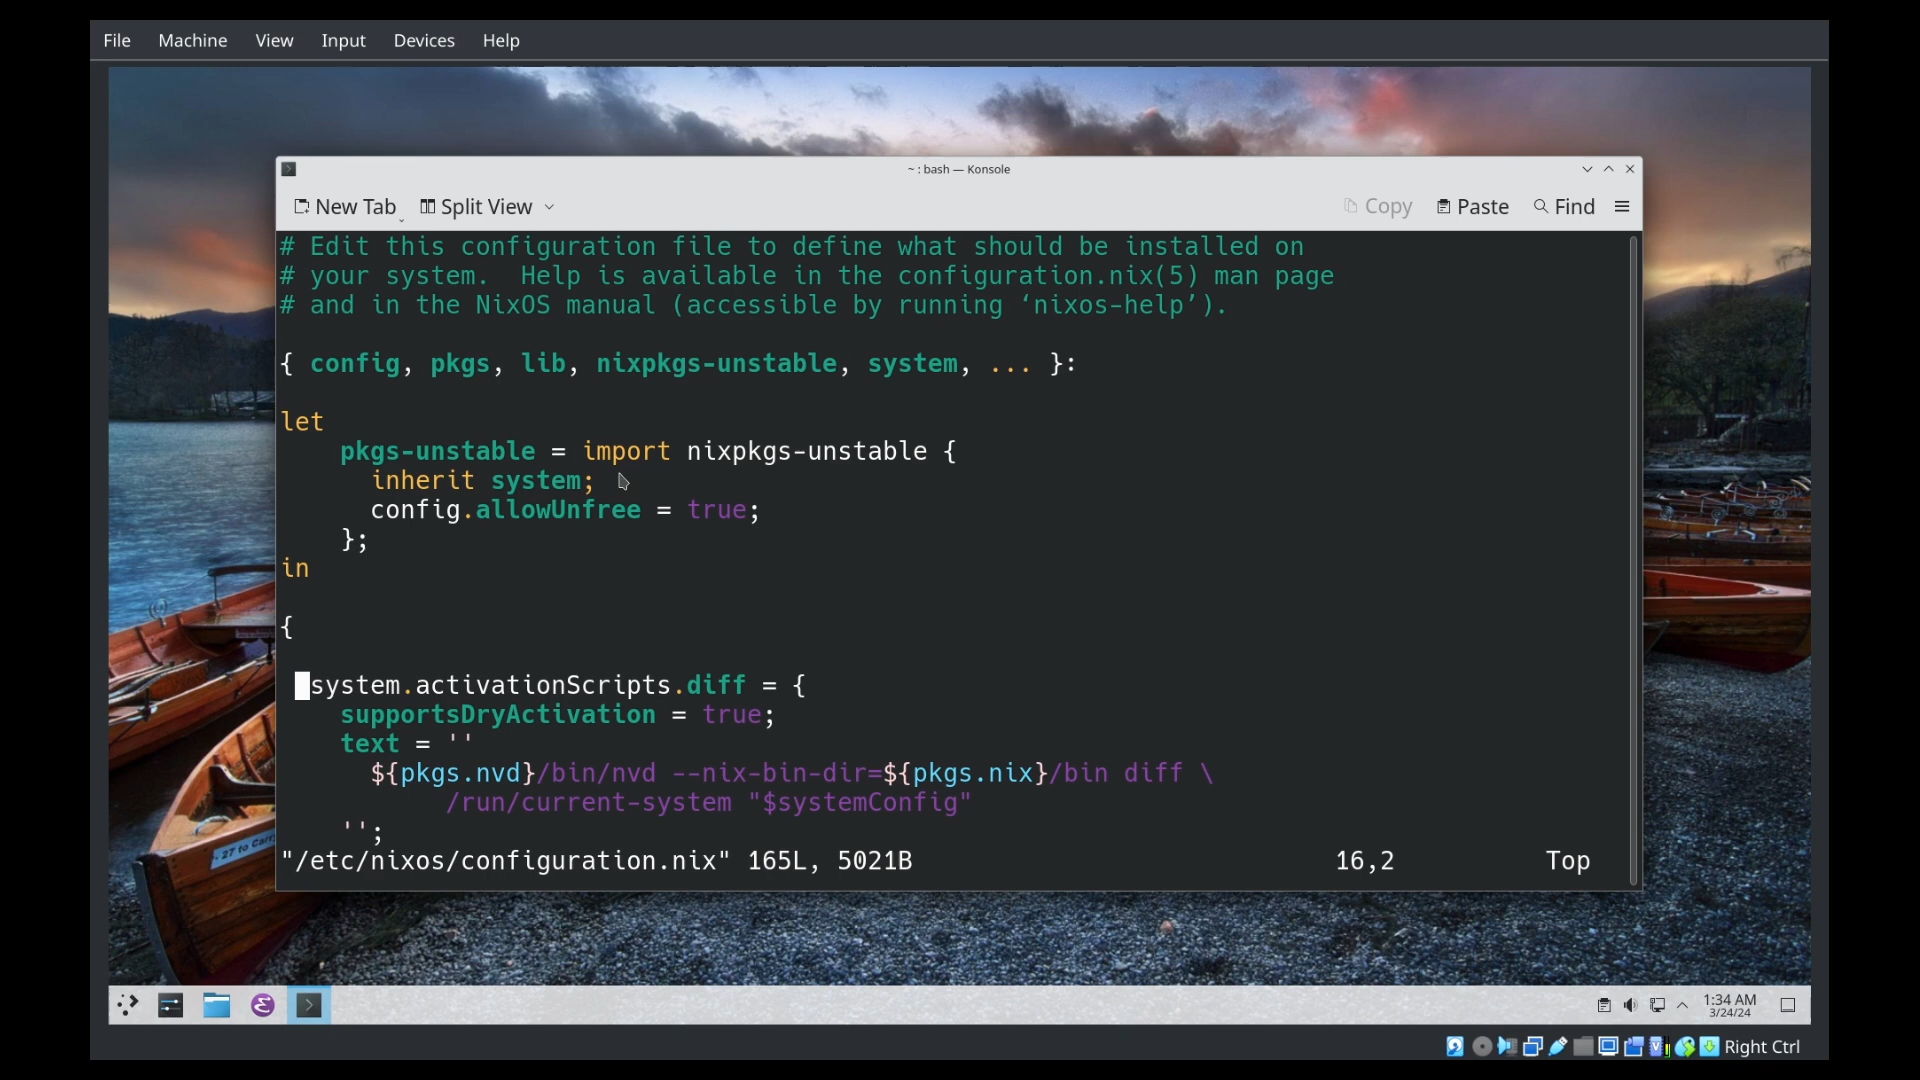 File Machine View Input Devices Help
~ : bash — Konsole
New Tab Split View Copy Paste Find
# Edit this configuration file to define what should be installed on
# your system.  Help is available in the configuration.nix(5) man page
# and in the NixOS manual (accessible by running ‘nixos-help’).
{ config, pkgs, lib, nixpkgs-unstable, system, ... }:
let
    pkgs-unstable = import nixpkgs-unstable {
      inherit system;
      config.allowUnfree = true;
    };
in
{
  system.activationScripts.diff = {
    supportsDryActivation = true;
    text = ''
      ${pkgs.nvd}/bin/nvd --nix-bin-dir=${pkgs.nix}/bin diff \
           /run/current-system "$systemConfig"
    '';
"/etc/nixos/configuration.nix" 165L, 5021B 16,2 Top
27 to Carry
1:34 AM
3/24/24
Right Ctrl